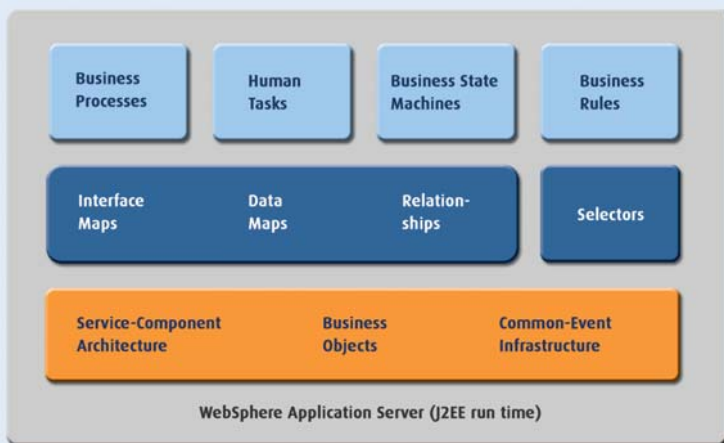 Business
Processes
Human
Tasks
Business State
Machines
Business
Rules
Interface
Maps
Data
Maps
Relation-
ships
Selectors
Service-Component
Architecture
Business
Objects
Common-Event
Infrastructure
WebSphere Application Server (J2EE run time)